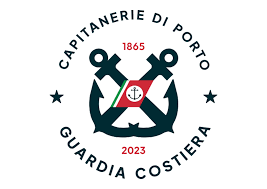 CAPITANERIE DI PORTO
1865
2023
GUARDIA COSTIERA